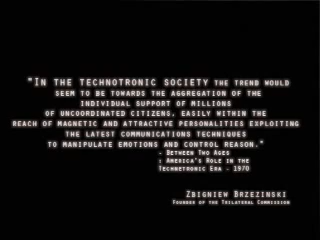 "In the technotronic society the trend would
seem to be towards the aggregation of the
individual support of millions
of uncoordinated citizens, easily within the
reach of magnetic and attractive personalities exploiting
the latest communications techniques
to manipulate emotions and control reason."
- Between Two Ages
: America's Role in the
Technetronic Era - 1970
Zbigniew Brzezinski
Founder of the Trilateral Commission